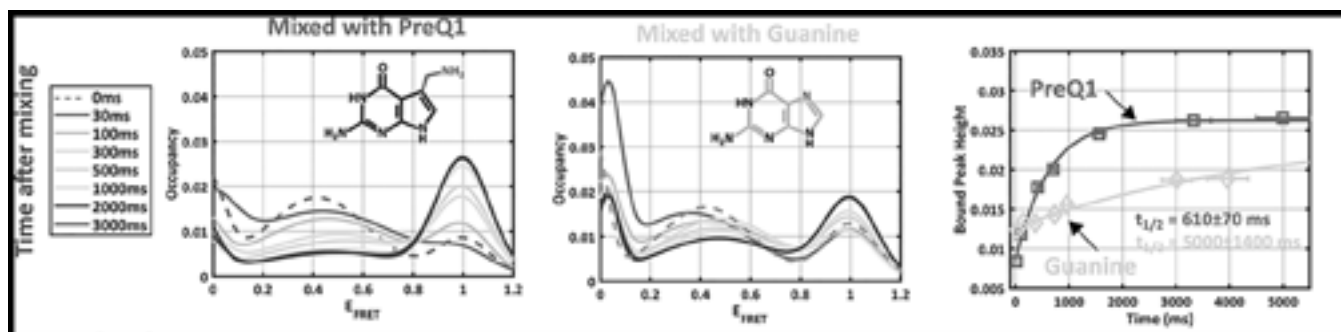 Time after mixing
0ms
30ms
100ms
300ms
500ms
1000ms
2000ms
3000ms
Mixed with PreQ1
Occupancy
0.05
0.04
0.03
0.02
0.01
0
0 0.2 0.4 0.6 0.8 1 1.2
E_FRET
O
NH₂
HN
H₂N
N
N
H
Mixed with Guanine
Occupancy
0.05
0.04
0.03
0.02
0.01
0
0 0.2 0.4 0.6 0.8 1 1.2
E_FRET
O
HN
N
H₂N
N
N
H
Bound Peak Height
0.035
0.03
0.025
0.02
0.015
0.01
0.005
0 1000 2000 3000 4000 5000
Time (ms)
PreQ1
t₁/₂ = 610±70 ms
t₁/₂ = 5000±1400 ms
Guanine